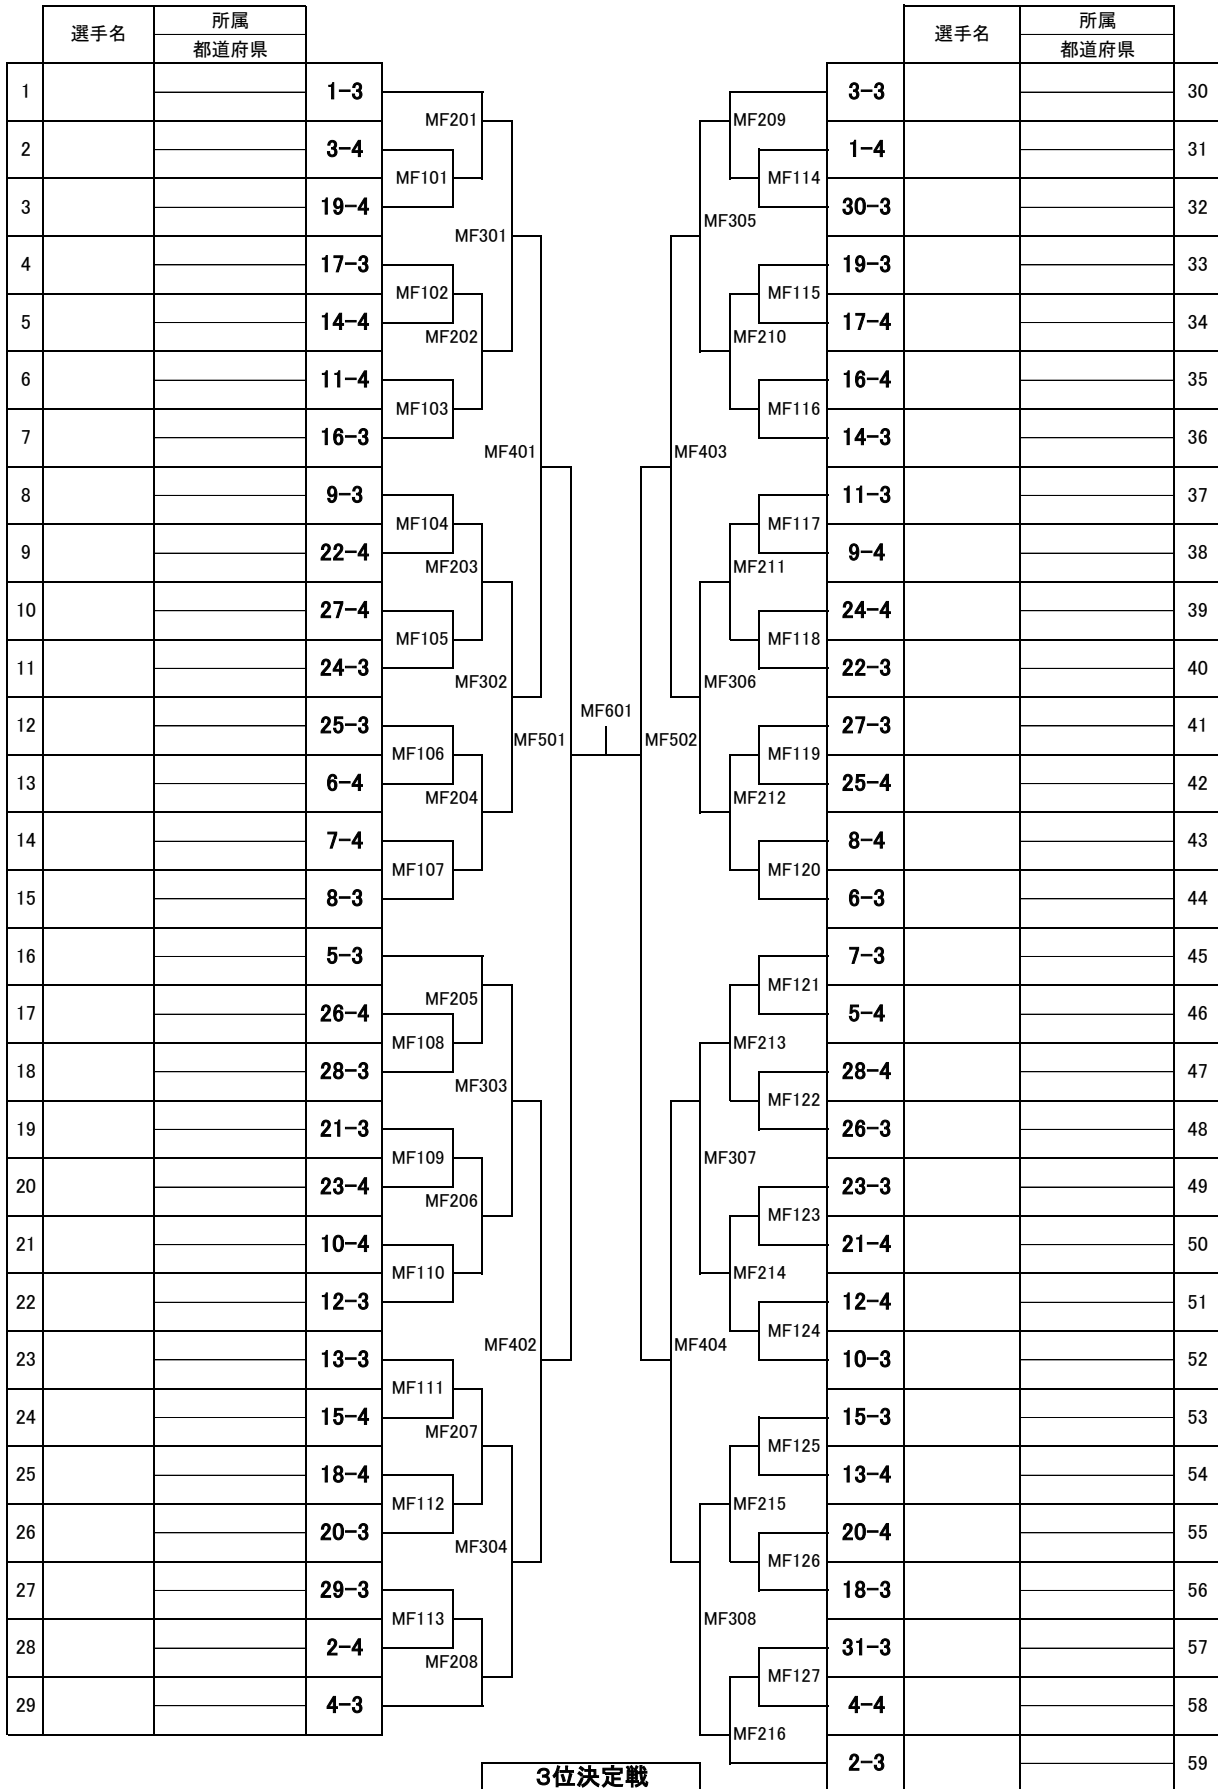 選手名 所属 選手名 所属
都道府県 都道府県
1 1-3 3-3 30
MF201 MF209
2 3-4 1-4 31
MF101 MF114
3 19-4 30-3 32
MF301 MF305
4 17-3 19-3 33
MF102 MF115
5 14-4 17-4 34
MF202 MF210
6 11-4 16-4 35
MF103 MF116
7 16-3 14-3 36
MF401 MF403
8 9-3 11-3 37
MF104 MF117
9 22-4 9-4 38
MF203 MF211
10 27-4 24-4 39
MF105 MF118
11 24-3 22-3 40
MF302 MF306
MF601
12 25-3 27-3 41
MF501 MF502
MF106 MF119
13 6-4 25-4 42
MF204 MF212
14 7-4 8-4 43
MF107 MF120
15 8-3 6-3 44
16 5-3 7-3 45
MF121
MF205
17 26-4 5-4 46
MF108 MF213
18 28-3 28-4 47
MF303 MF122
19 21-3 26-3 48
MF109 MF307
20 23-4 23-3 49
MF206 MF123
21 10-4 21-4 50
MF110 MF214
22 12-3 12-4 51
MF402 MF404 MF124
23 13-3 10-3 52
MF111
24 15-4 15-3 53
MF207 MF125
25 18-4 13-4 54
MF112 MF215
26 20-3 20-4 55
MF304 MF126
27 29-3 18-3 56
MF113 MF308
28 2-4 31-3 57
MF208 MF127
29 4-3 4-4 58
MF216
2-3 59
3位決定戦